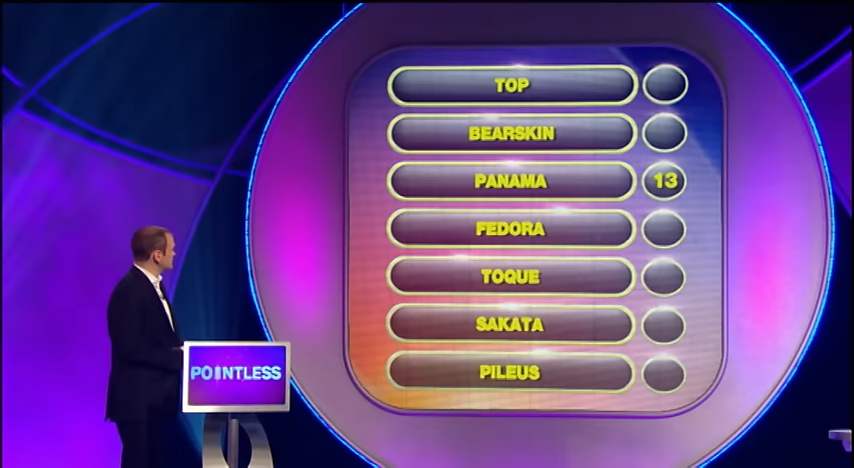 TOP
BEARSKIN
PANAMA 13
FEDORA
TOQUE
SAKATA
PILEUS
POINTLESS